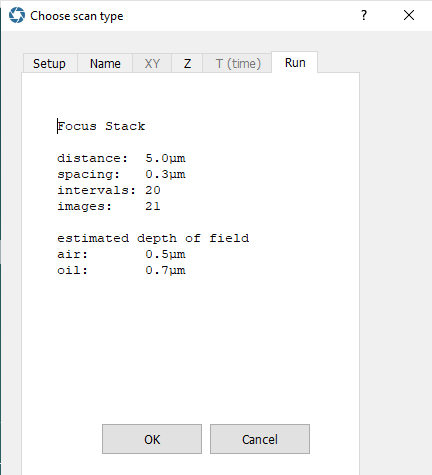 Choose scan type
Setup Name XY Z T (time) Run
Focus Stack
distance: 5.0µm
spacing: 0.3µm
intervals: 20
images: 21
estimated depth of field
air: 0.5µm
oil: 0.7µm
OK Cancel